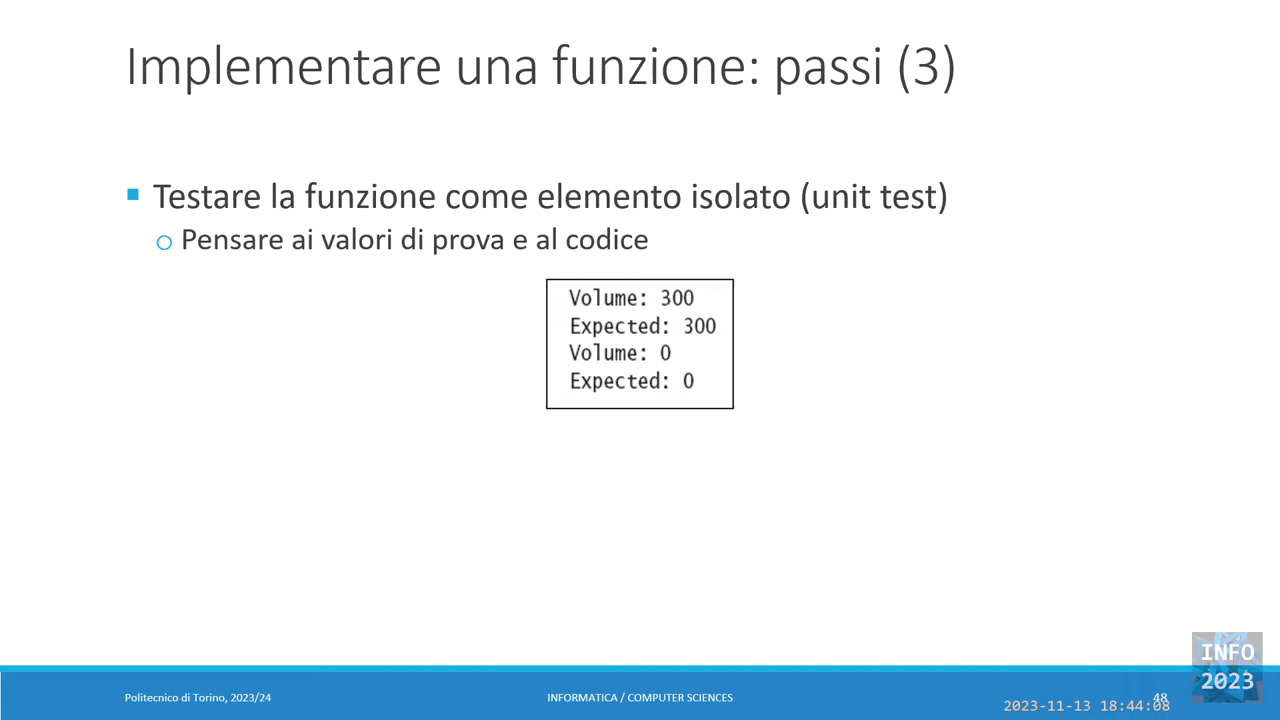 Implementare una funzione: passi (3)
Testare la funzione come elemento isolato (unit test)
Pensare ai valori di prova e al codice
Volume: 300
Expected: 300
Volume: 0
Expected: 0
INFO
2023
Politecnico di Torino, 2023/24
INFORMATICA / COMPUTER SCIENCES
48
2023-11-13 18:44:08